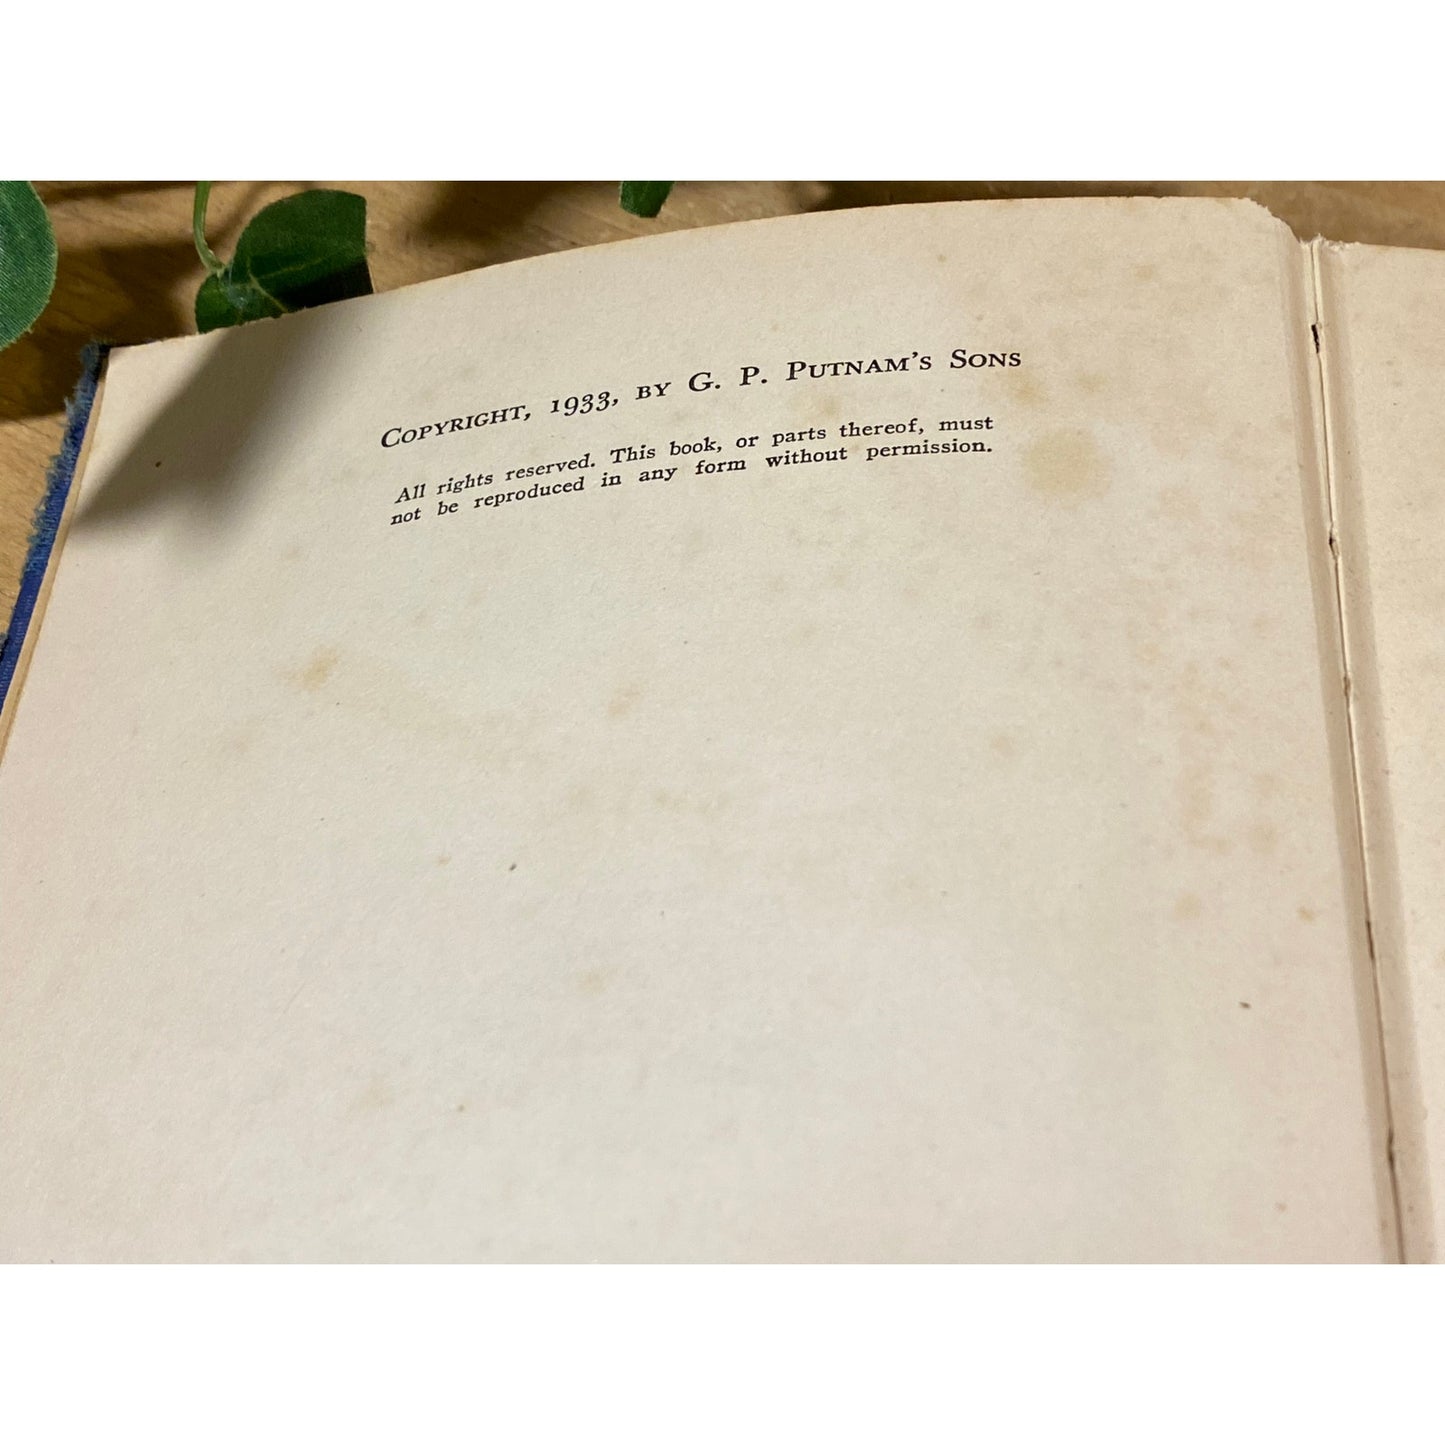 Copyright, 1933, by G. P. Putnam's Sons
All rights reserved. This book, or parts thereof, must
not be reproduced in any form without permission.